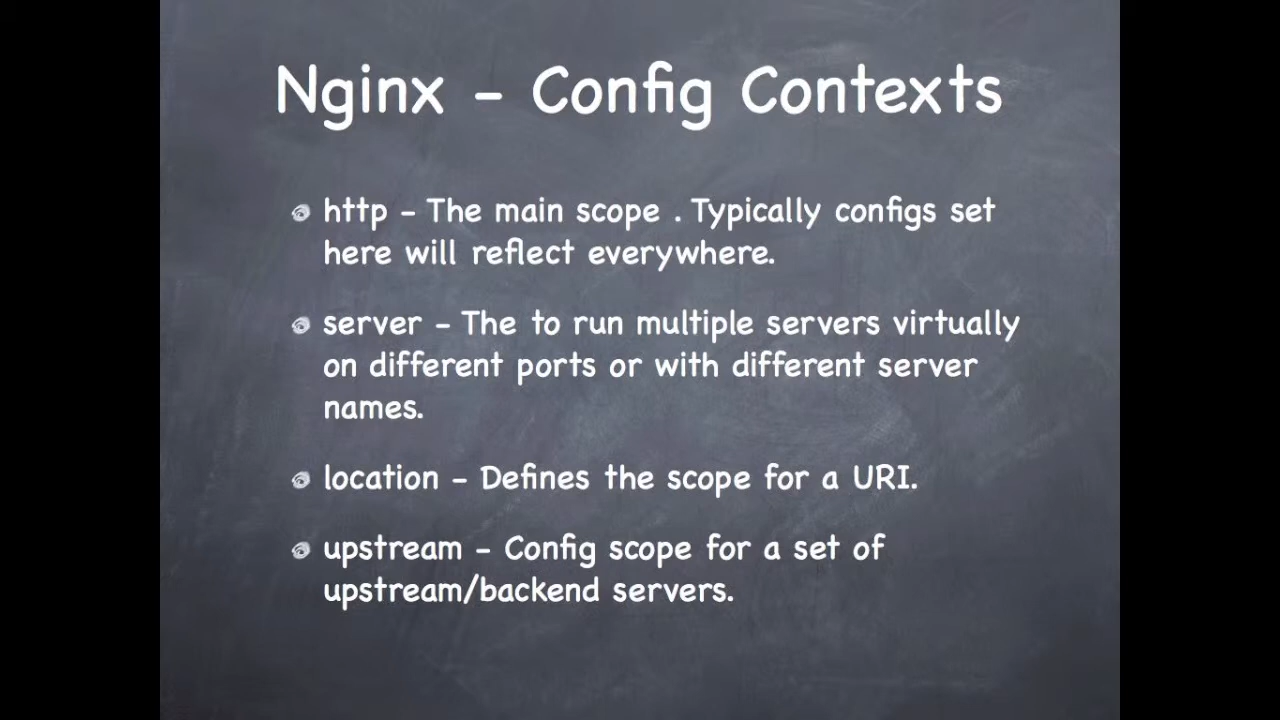 Nginx - Config Contexts
http - The main scope . Typically configs set
here will reflect everywhere.
server - The to run multiple servers virtually
on different ports or with different server
names.
location - Defines the scope for a URI.
upstream - Config scope for a set of
upstream/backend servers.